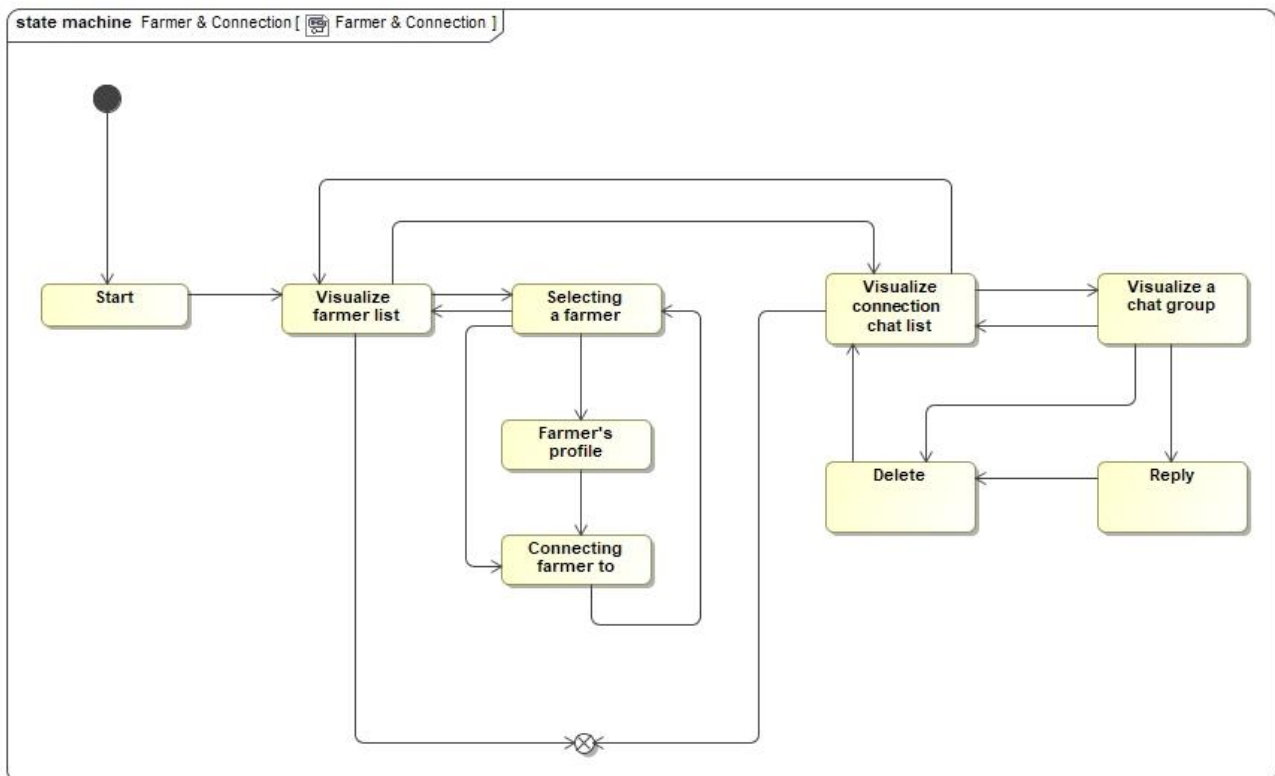 state machine Farmer & Connection [ Farmer & Connection ]
Start
Visualize
farmer list
Selecting
a farmer
Visualize
connection
chat list
Visualize a
chat group
Farmer's
profile
Delete
Reply
Connecting
farmer to